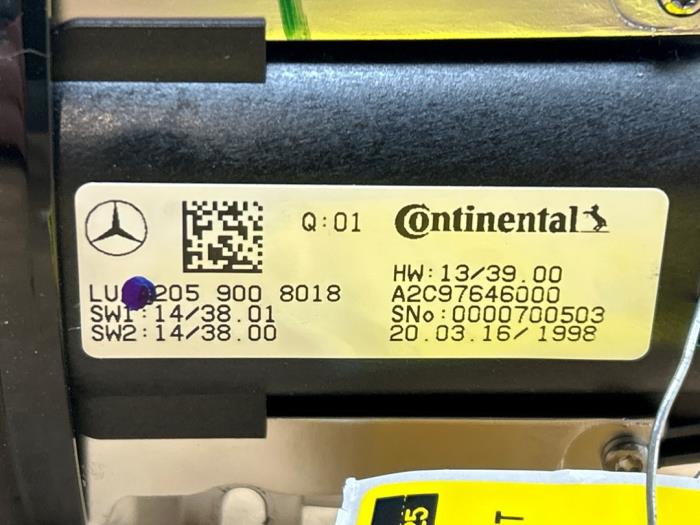 Q:01
Continental
HW:13/39.00
205 900 8018
A2C97646000
SW1:14/38.01
SNo:0000700503
SW2:14/38.00
20.03.16/1998
25
T